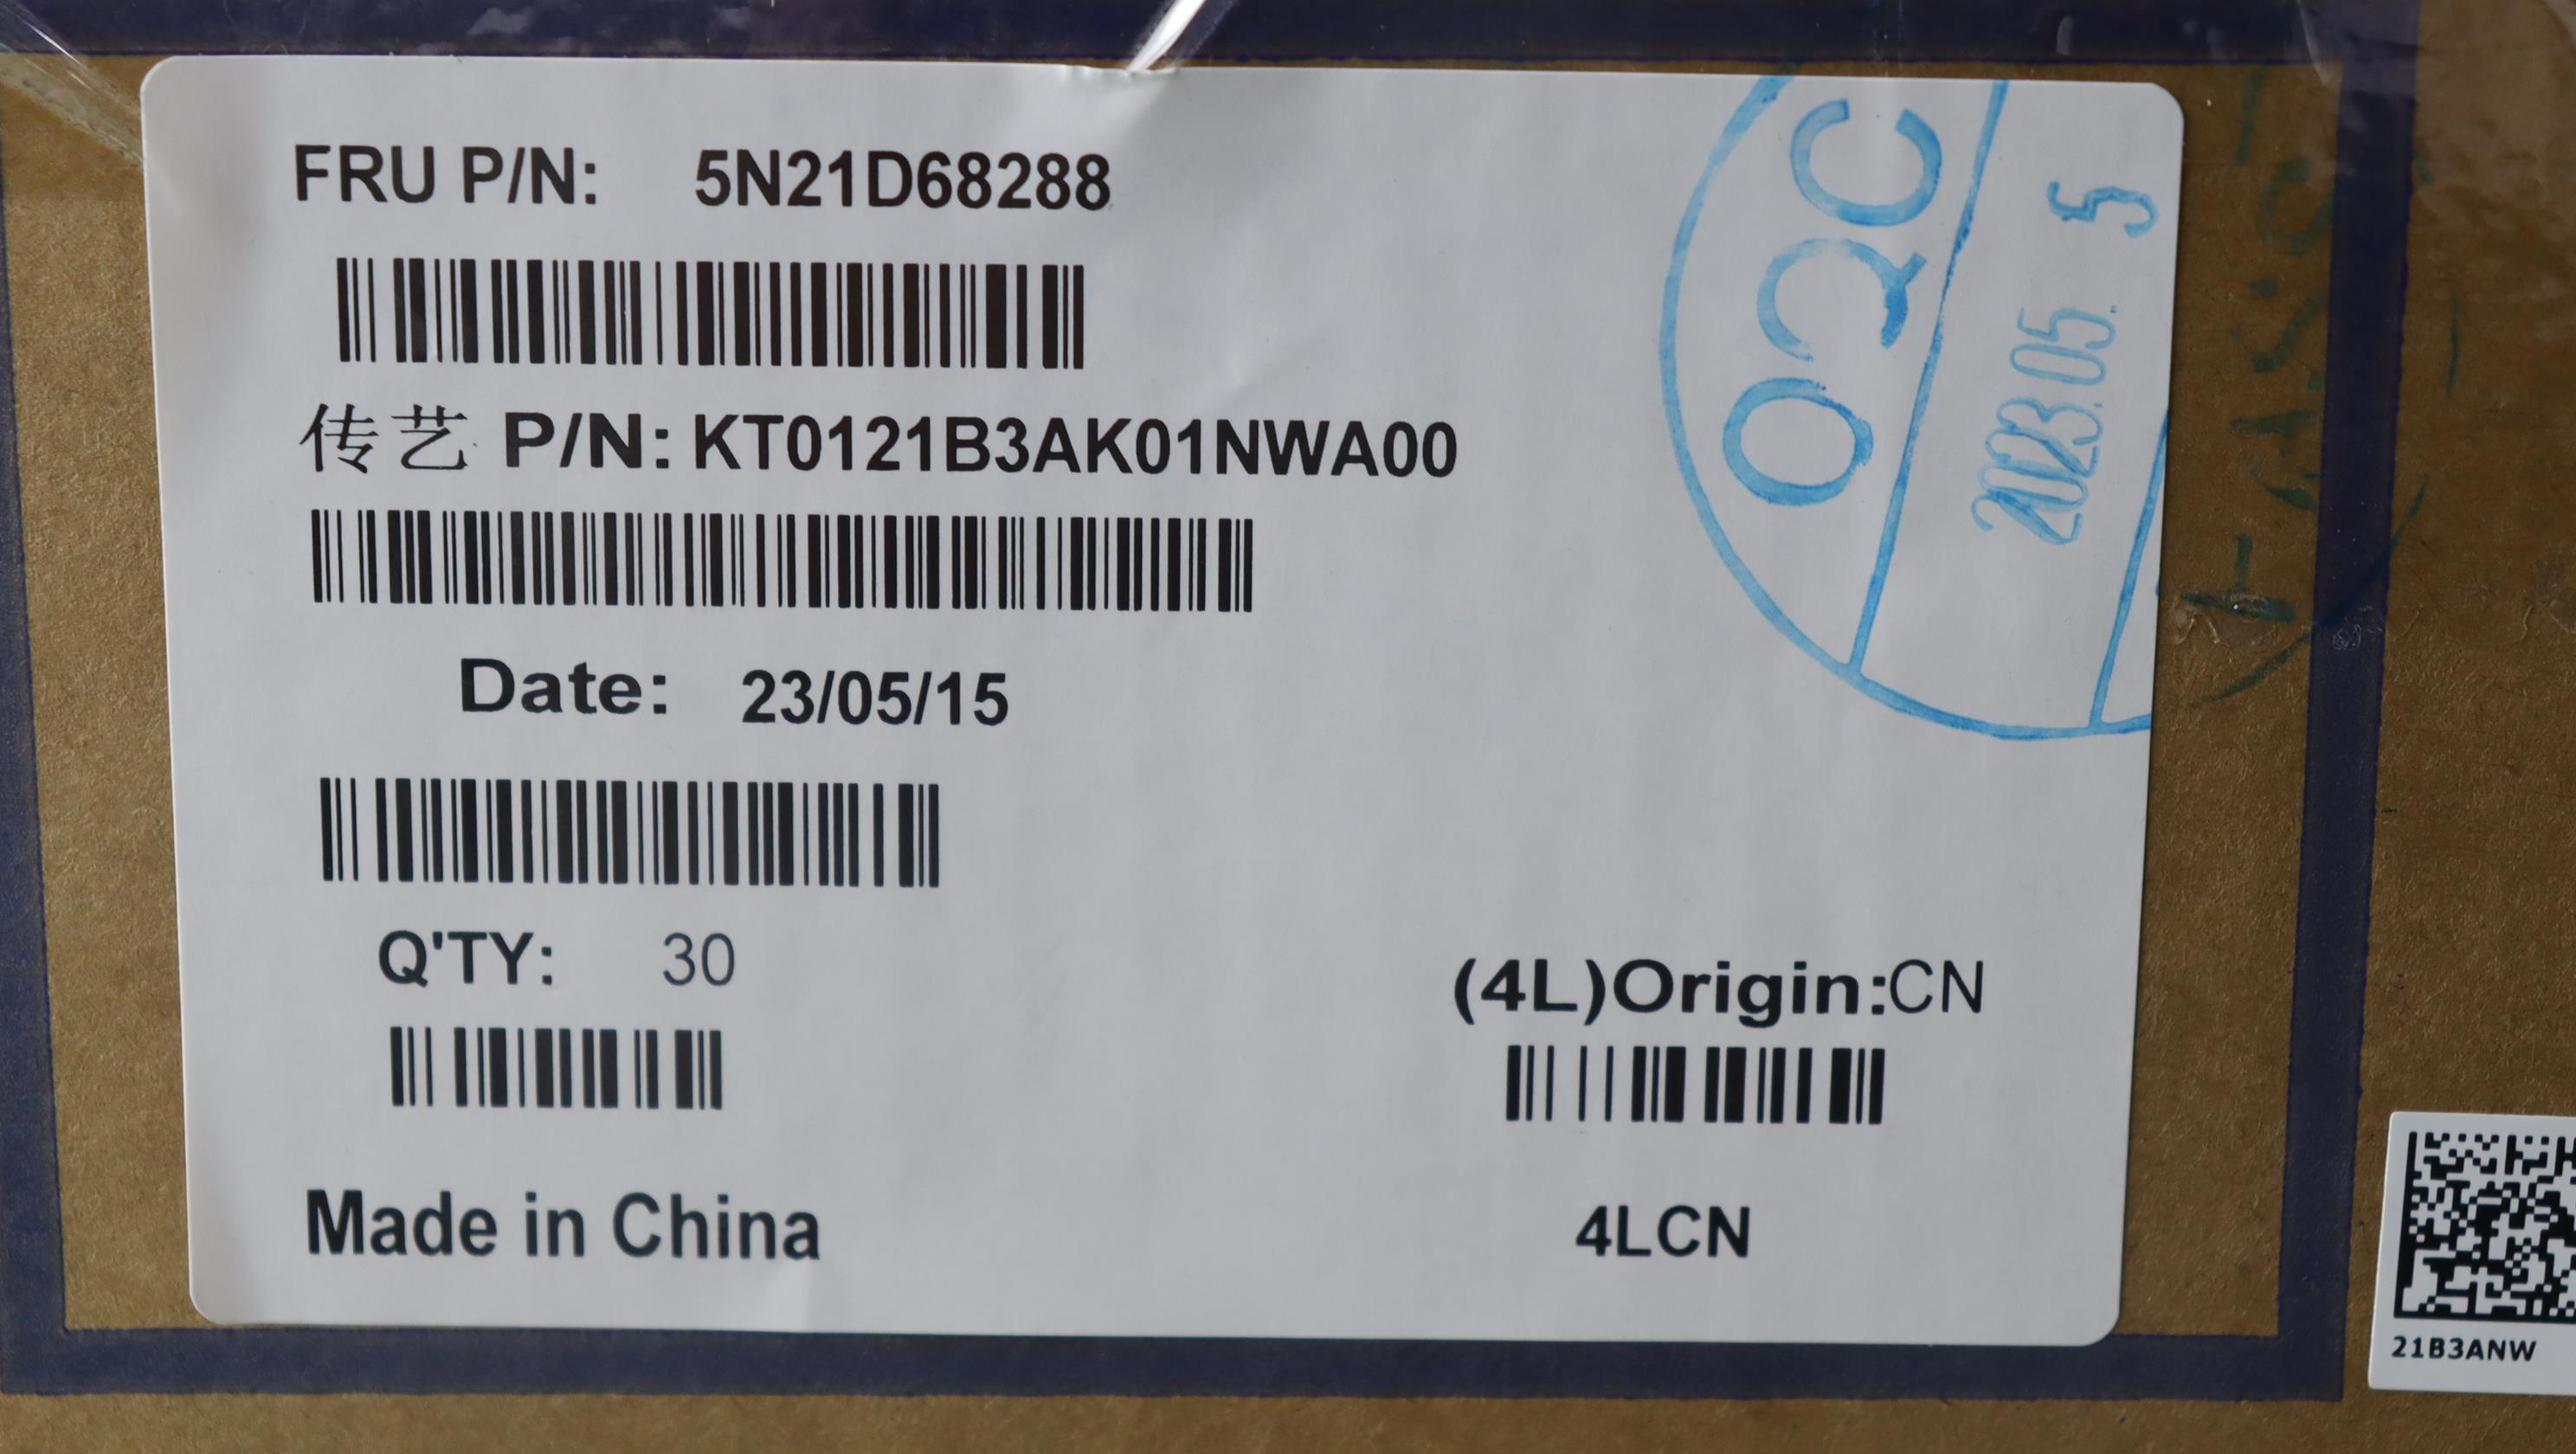 FRU P/N: 5N21D68288
传艺 P/N: KT0121B3AK01NWA00
Date: 23/05/15
Q'TY: 30
(4L)Origin:CN
Made in China
4LCN
OQC
2023.05. 5
21B3ANW